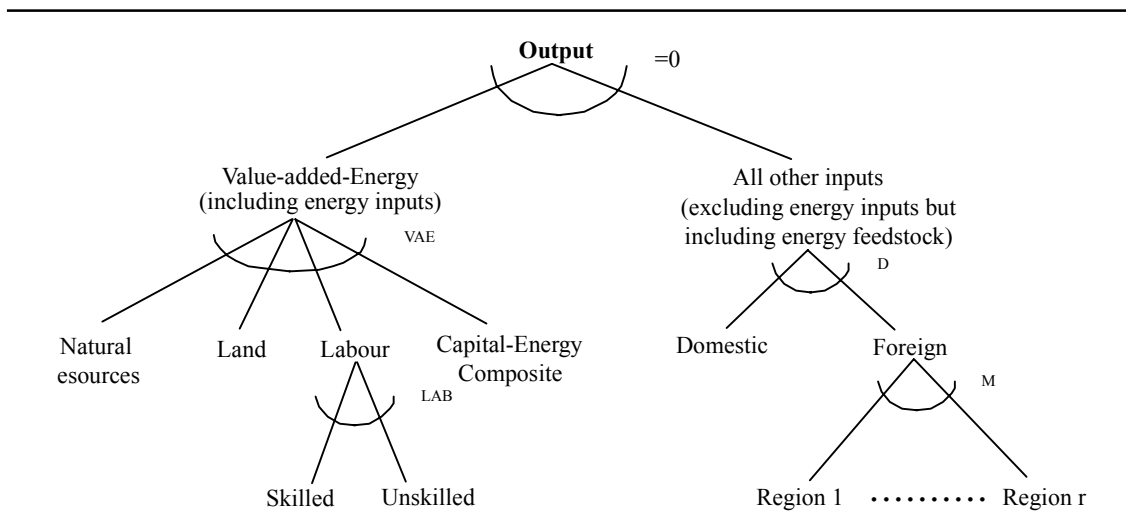 Output
=0
Value-added-Energy
(including energy inputs)
All other inputs
(excluding energy inputs but
including energy feedstock)
VAE
D
Natural
esources
Land
Labour
Capital-Energy
Composite
Domestic
Foreign
LAB
M
Skilled
Unskilled
Region 1 .......... Region r